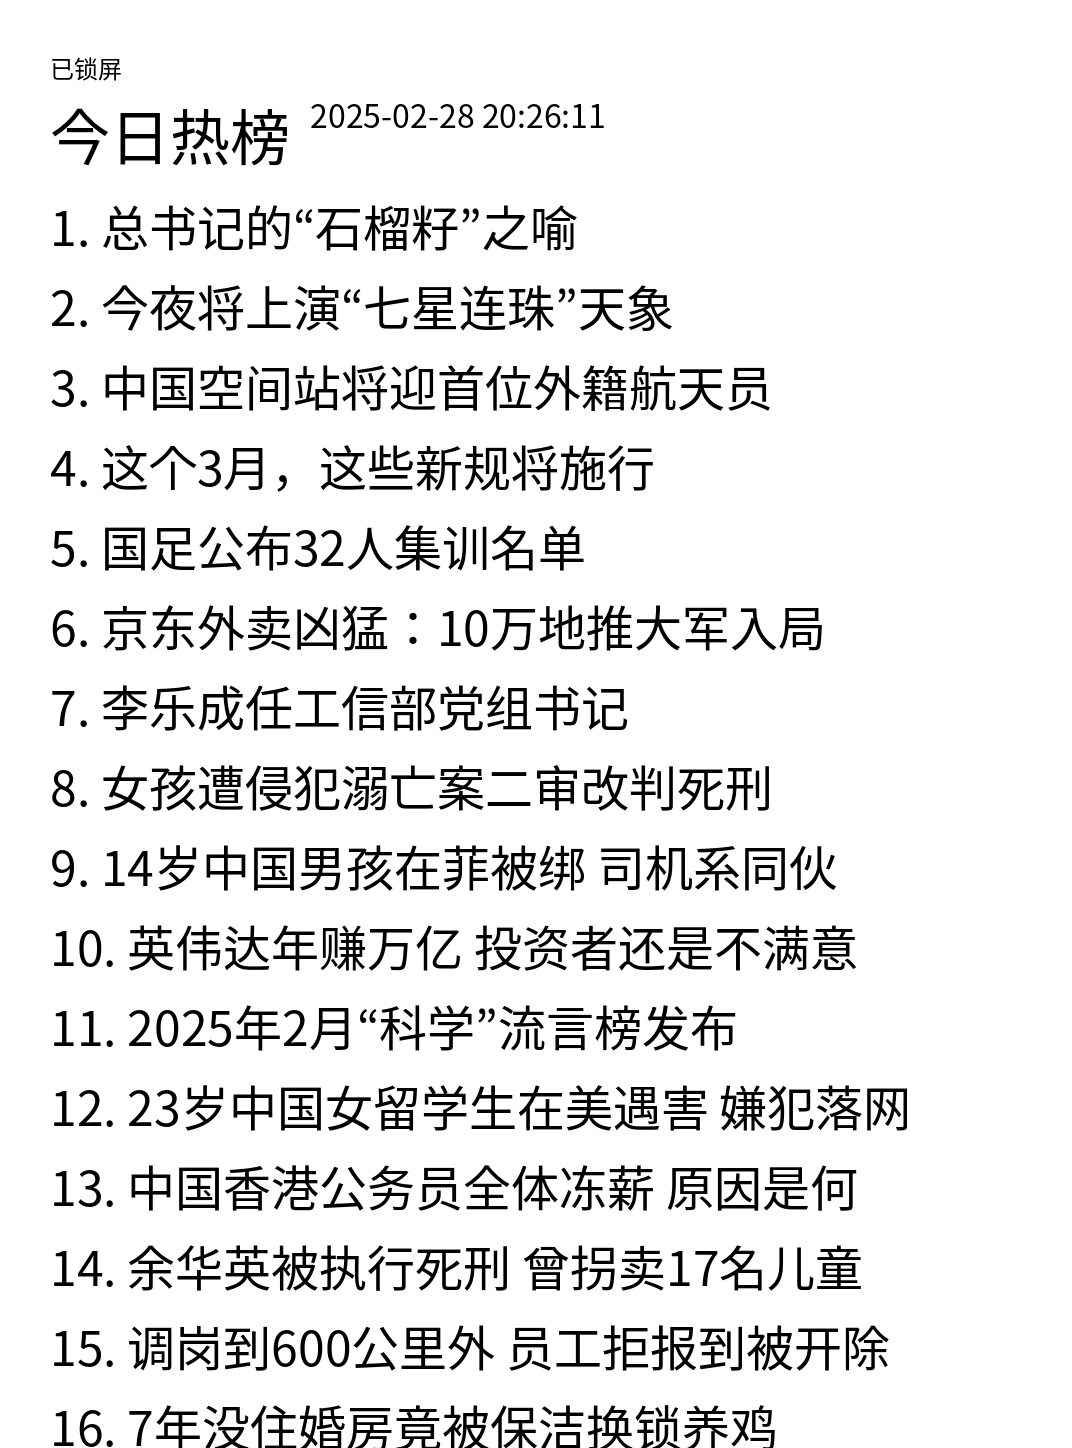 已锁屏
今日热榜 2025-02-28 20:26:11
1. 总书记的“石榴籽”之喻
2. 今夜将上演“七星连珠”天象
3. 中国空间站将迎首位外籍航天员
4. 这个3月，这些新规将施行
5. 国足公布32人集训名单
6. 京东外卖凶猛：10万地推大军入局
7. 李乐成任工信部党组书记
8. 女孩遭侵犯溺亡案二审改判死刑
9. 14岁中国男孩在菲被绑 司机系同伙
10. 英伟达年赚万亿 投资者还是不满意
11. 2025年2月“科学”流言榜发布
12. 23岁中国女留学生在美遇害 嫌犯落网
13. 中国香港公务员全体冻薪 原因是何
14. 余华英被执行死刑 曾拐卖17名儿童
15. 调岗到600公里外 员工拒报到被开除
16. 7年没住婚房竟被保洁换锁养鸡